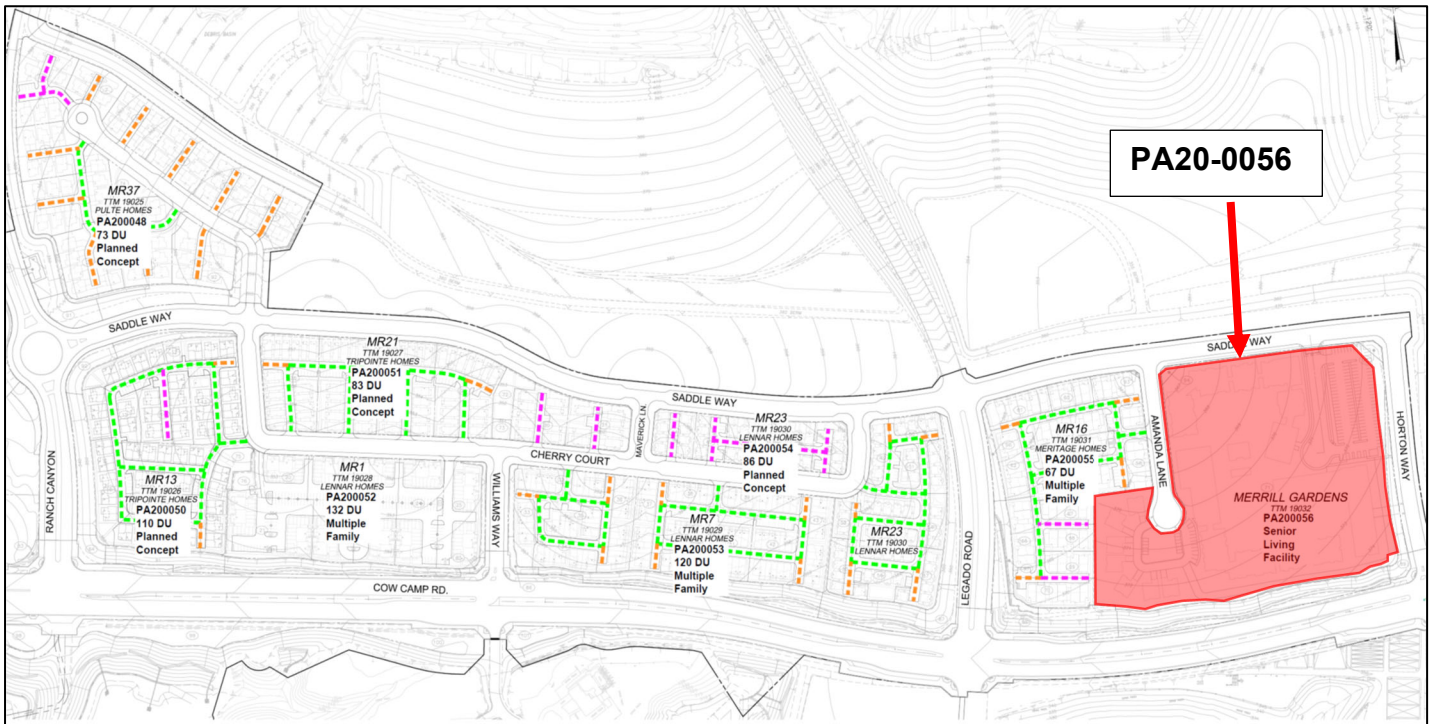 PA20-0056
MR37
TTM 19025
PULTE HOMES
PA200048
73 DU
Planned
Concept
SADDLE WAY
RANCH CANYON
MR13
TTM 19026
TRIPOINTE HOMES
PA200050
110 DU
Planned
Concept
MR21
TTM 19027
TRIPOINTE HOMES
PA200051
83 DU
Planned
Concept
MR1
TTM 19028
LENNAR HOMES
PA200052
132 DU
Multiple
Family
WILLIAMS WAY
CHERRY COURT
MAVERICK LN.
SADDLE WAY
MR23
TTM 19030
LENNAR HOMES
PA200054
86 DU
Planned
Concept
MR7
TTM 19029
LENNAR HOMES
PA200053
120 DU
Multiple
Family
MR23
TTM 19030
LENNAR HOMES
COW CAMP RD.
LEGADO ROAD
MR16
TTM 19031
MERITAGE HOMES
PA200055
67 DU
Multiple
Family
AMANDA LANE
SADDLE WAY
HORTON WAY
MERRILL GARDENS
TTM 19032
PA200056
Senior
Living
Facility